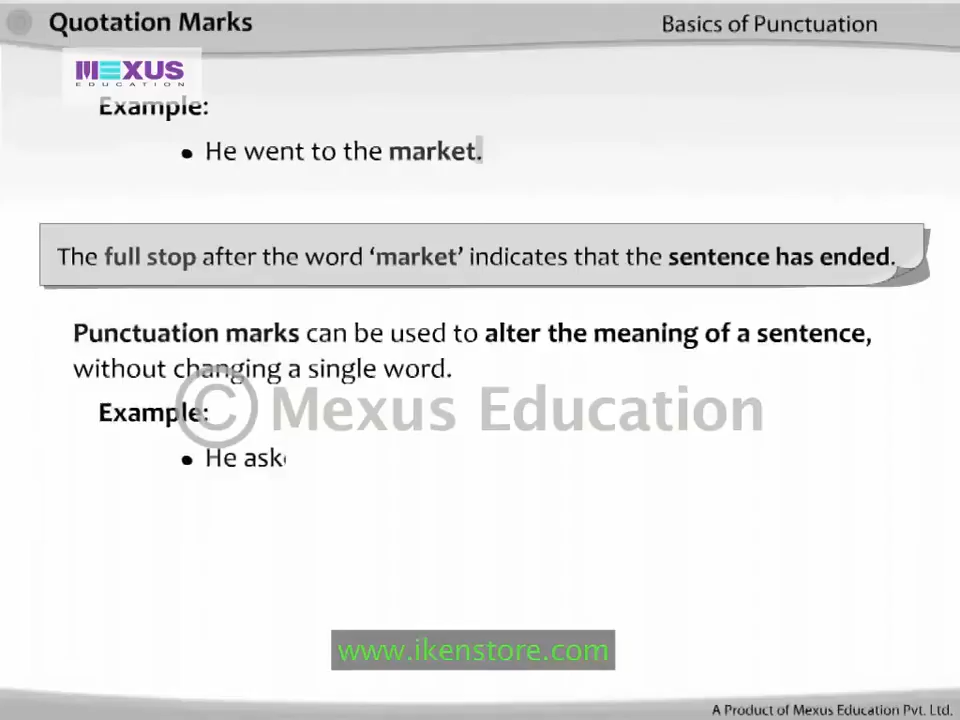 Quotation Marks
Basics of Punctuation
MEXUS
EDUCATION
Example:
• He went to the market.
The full stop after the word ‘market’ indicates that the sentence has ended.
Punctuation marks can be used to alter the meaning of a sentence,
without changing a single word.
© Mexus Education
Example:
• He ask
www.ikenstore.com
A Product of Mexus Education Pvt. Ltd.